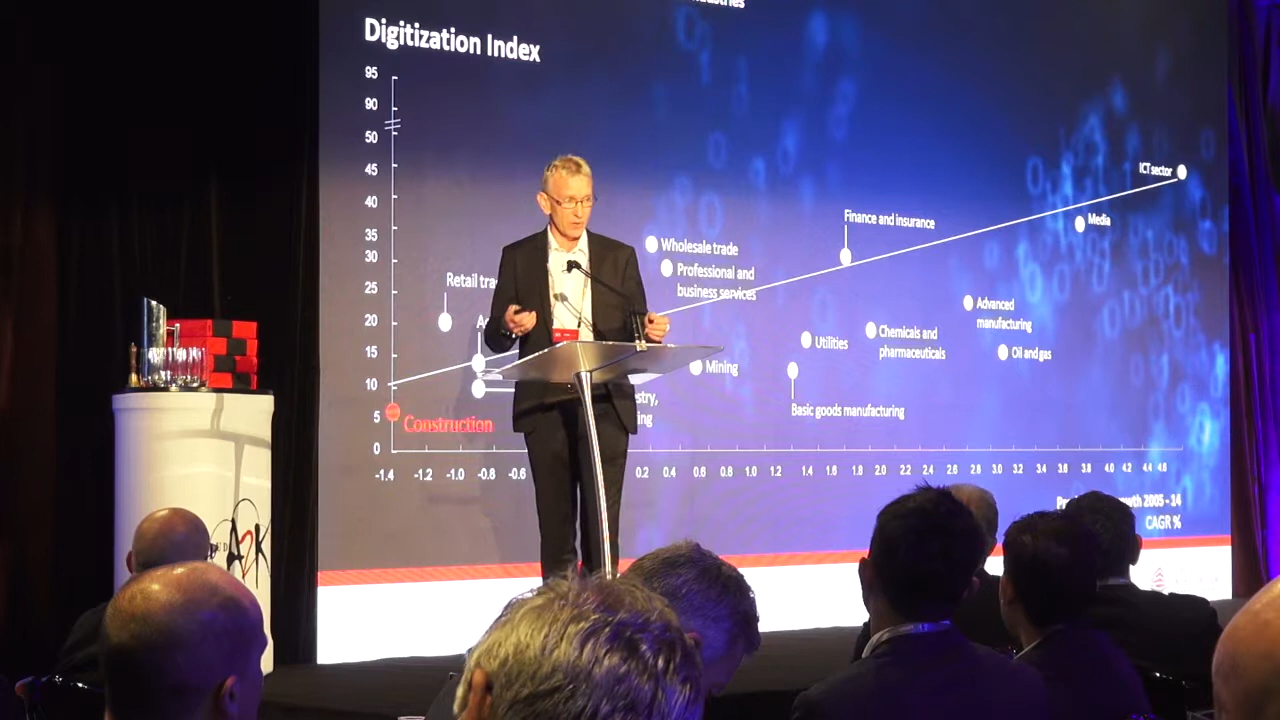 Digitization Index
95
90
50
45
40
35
30
25
20
15
10
5
0
ICT sector
Media
Finance and insurance
Wholesale trade
Professional and
business services
Retail
Advanced
manufacturing
Utilities
Chemicals and
pharmaceuticals
Oil and gas
Mining
Basic goods manufacturing
Construction
-1.4 -1.2 -1.0 -0.8 -0.6 0.2 0.4 0.6 0.8 1.0 1.2 1.4 1.6 1.8 2.0 2.2 2.4 2.6 2.8 3.0 3.2 3.4 3.6 3.8 4.0 4.2 4.4 4.6
2005 - 14
CAGR %
A2K